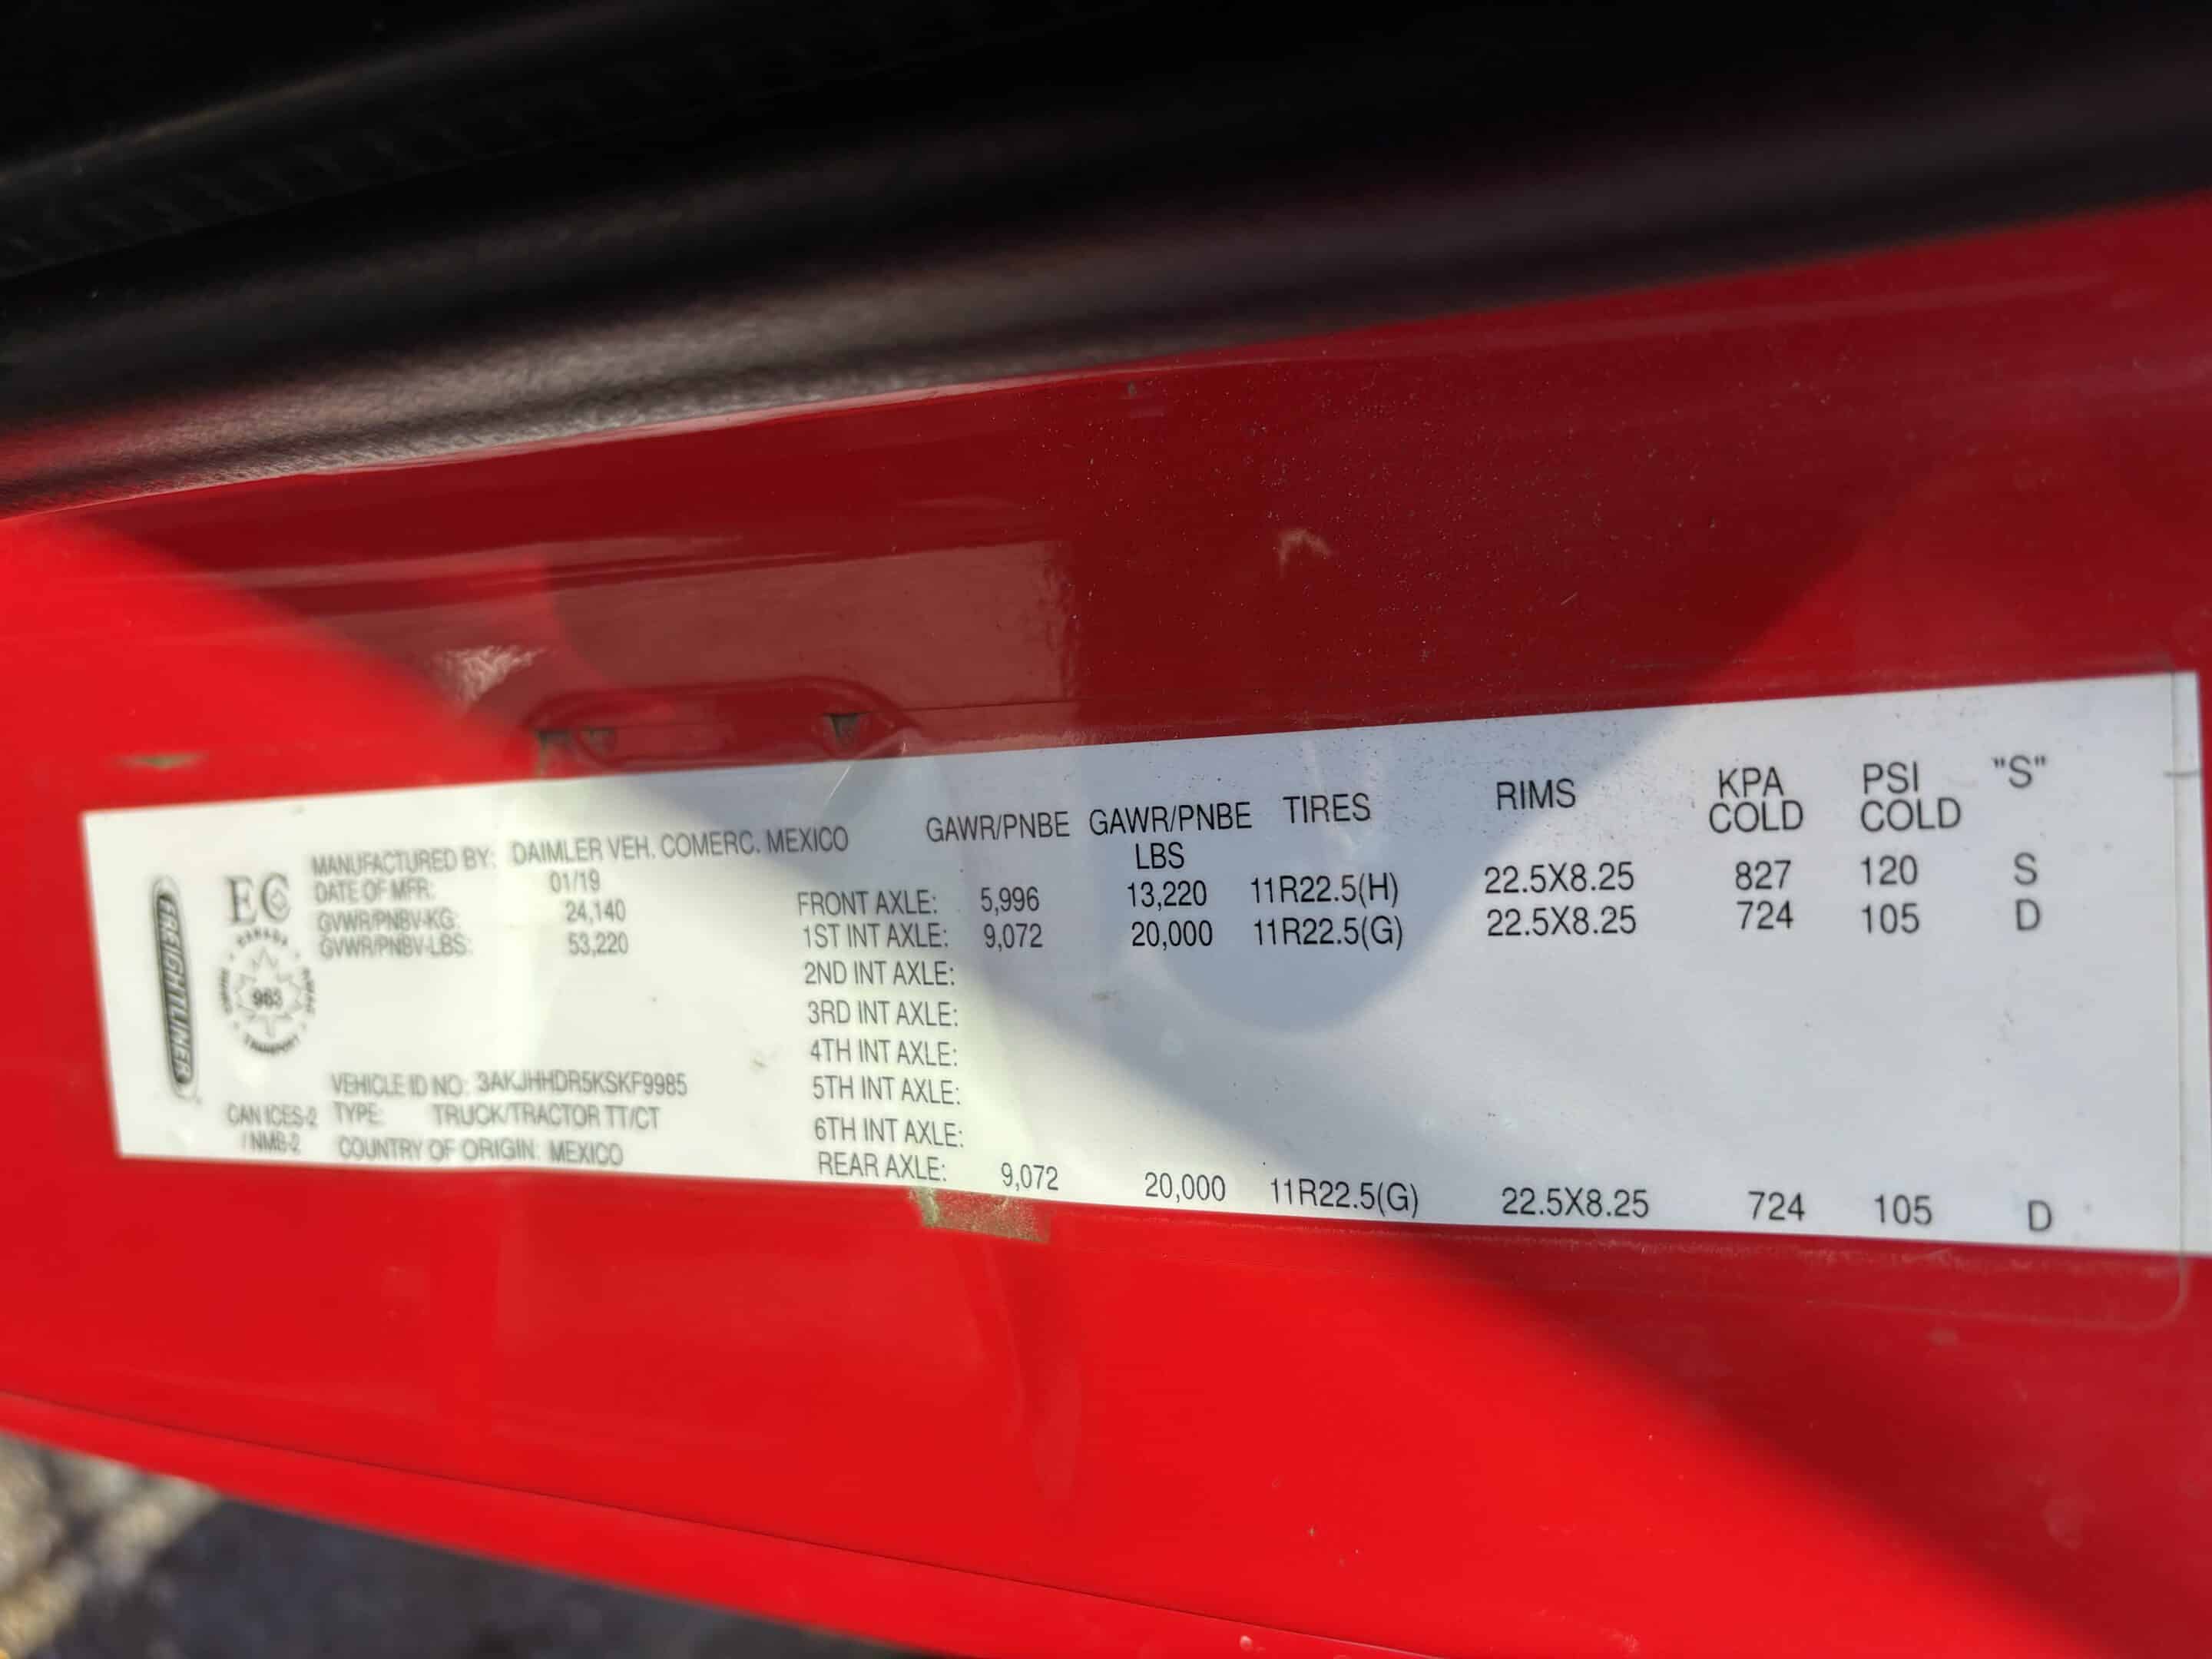 FREIGHTLINER
EC
CANADA
963
TRANSPORT
CAN ICES-2
/ NMB-2
MANUFACTURED BY: DAIMLER VEH. COMERC. MEXICO
DATE OF MFR: 01/19
GVWR/PNBV-KG: 24,140
GVWR/PNBV-LBS: 53,220
VEHICLE ID NO: 3AKJHHDR5KSKF9985
TYPE: TRUCK/TRACTOR TT/CT
COUNTRY OF ORIGIN: MEXICO
GAWR/PNBE GAWR/PNBE LBS TIRES RIMS KPA COLD PSI COLD "S"
FRONT AXLE: 5,996 13,220 11R22.5(H) 22.5X8.25 827 120 S
1ST INT AXLE: 9,072 20,000 11R22.5(G) 22.5X8.25 724 105 D
2ND INT AXLE:
3RD INT AXLE:
4TH INT AXLE:
5TH INT AXLE:
6TH INT AXLE:
REAR AXLE: 9,072 20,000 11R22.5(G) 22.5X8.25 724 105 D